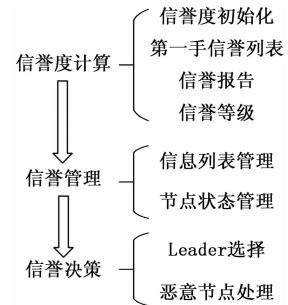 信誉度初始化
第一手信誉列表
信誉度计算
信誉报告
信誉等级
信息列表管理
信誉管理
节点状态管理
Leader选择
信誉决策
恶意节点处理